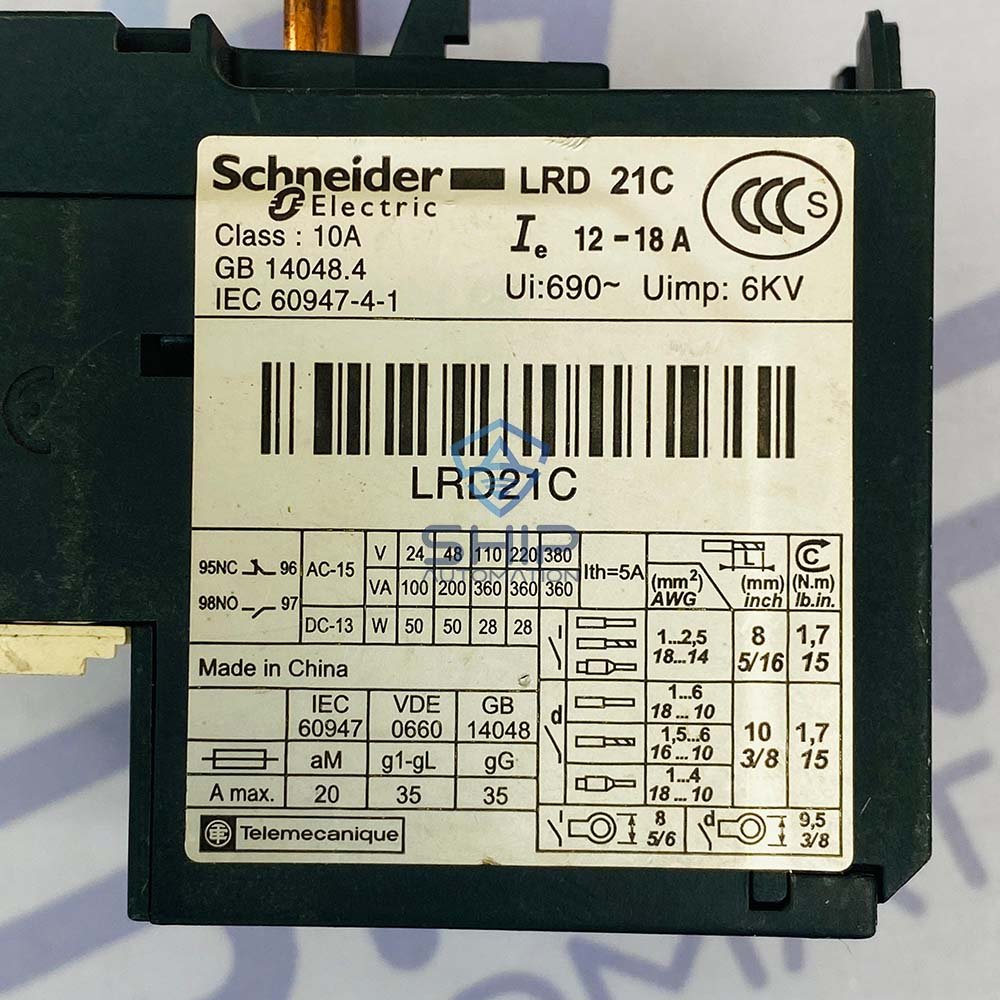 Schneider LRD 21C
Electric
CCC S
Class : 10A
Ie 12 - 18 A
GB 14048.4
Ui:690~ Uimp: 6KV
IEC 60947-4-1
LRD21C
SHIP
AUTOMATION
95NC 96 AC-15 V 24 48 110 220 380 Ith=5A (mm²) L (mm) C (N.m)
VA 100 200 360 360 360 AWG inch lb.in.
98NO 97 DC-13 W 50 50 28 28
1...2,5 8 1,7
18...14 5/16 15
Made in China
IEC VDE GB
60947 0660 14048
aM g1-gL gG
A max. 20 35 35
d
1...6
18 ... 10
1,5...6 10 1,7
16 ... 10 3/8 15
1...4
18 ... 10
8 d 9,5
5/6 3/8
Telemecanique